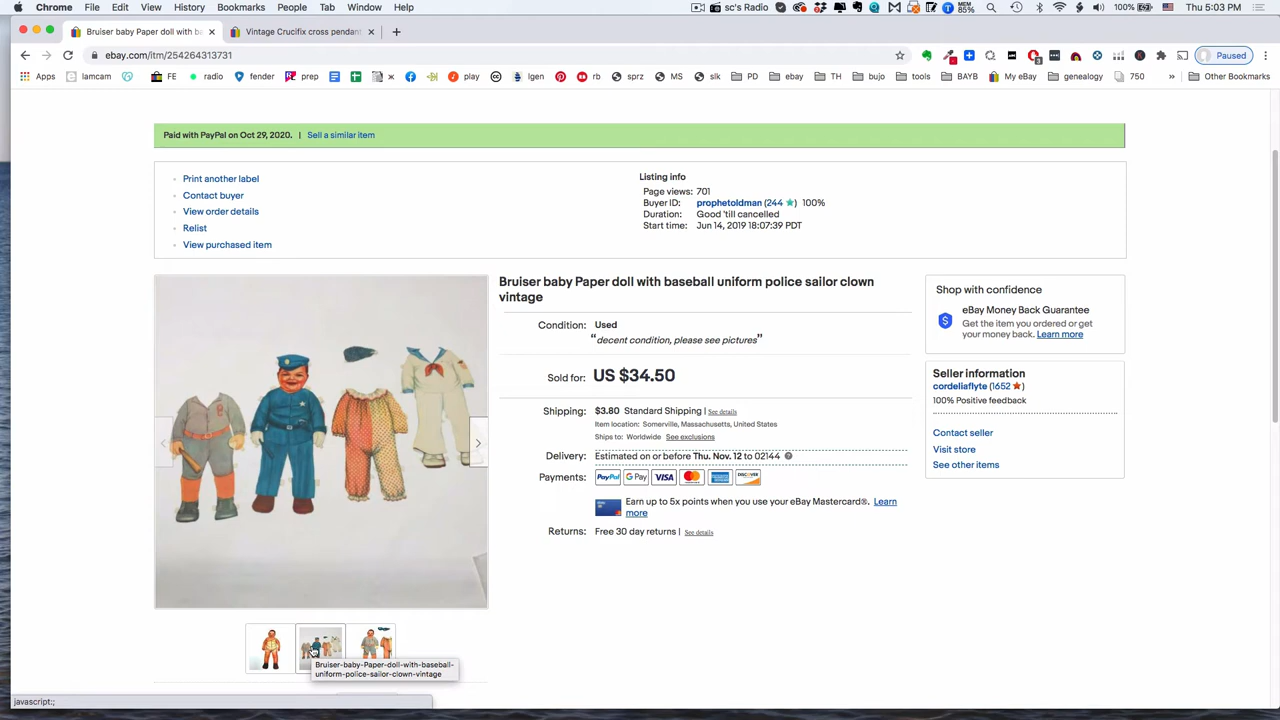 Chrome File Edit View History Bookmarks People Tab Window Help sc's Radio MEM 85% 100% Thu 5:03 PM
Bruiser baby Paper doll with ba Vintage Crucifix cross pendant
ebay.com/itm/254264313731 Paused
Apps iamcam FE radio fender prep play lgen rb sprz MS slk PD ebay TH bujo tools BAYB My eBay genealogy 750 » Other Bookmarks
Paid with PayPal on Oct 29, 2020. | Sell a similar item
Print another label
Contact buyer
View order details
Relist
View purchased item
Listing info
Page views: 701
Buyer ID: prophetoldman (244 ) 100%
Duration: Good 'till cancelled
Start time: Jun 14, 2019 18:07:39 PDT
Bruiser baby Paper doll with baseball uniform police sailor clown
vintage
Condition: Used
"decent condition, please see pictures"
Sold for: US $34.50
Shipping: $3.80 Standard Shipping | See details
Item location: Somerville, Massachusetts, United States
Ships to: Worldwide See exclusions
Delivery: Estimated on or before Thu. Nov. 12 to 02144
Payments: PayPal G Pay VISA DISCOVER
Earn up to 5x points when you use your eBay Mastercard®. Learn
more
Returns: Free 30 day returns | See details
Shop with confidence
eBay Money Back Guarantee
Get the item you ordered or get
your money back. Learn more
Seller information
cordeliaflyte (1652 )
100% Positive feedback
Contact seller
Visit store
See other items
Bruiser-baby-Paper-doll-with-baseball-
uniform-police-sailor-clown-vintage
javascript:;